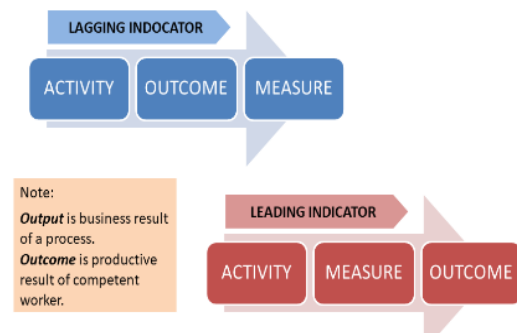 LAGGING INDOCATOR
ACTIVITY
OUTCOME
MEASURE
Note:
Output is business result
of a process.
Outcome is productive
result of competent
worker.
LEADING INDICATOR
ACTIVITY
MEASURE
OUTCOME